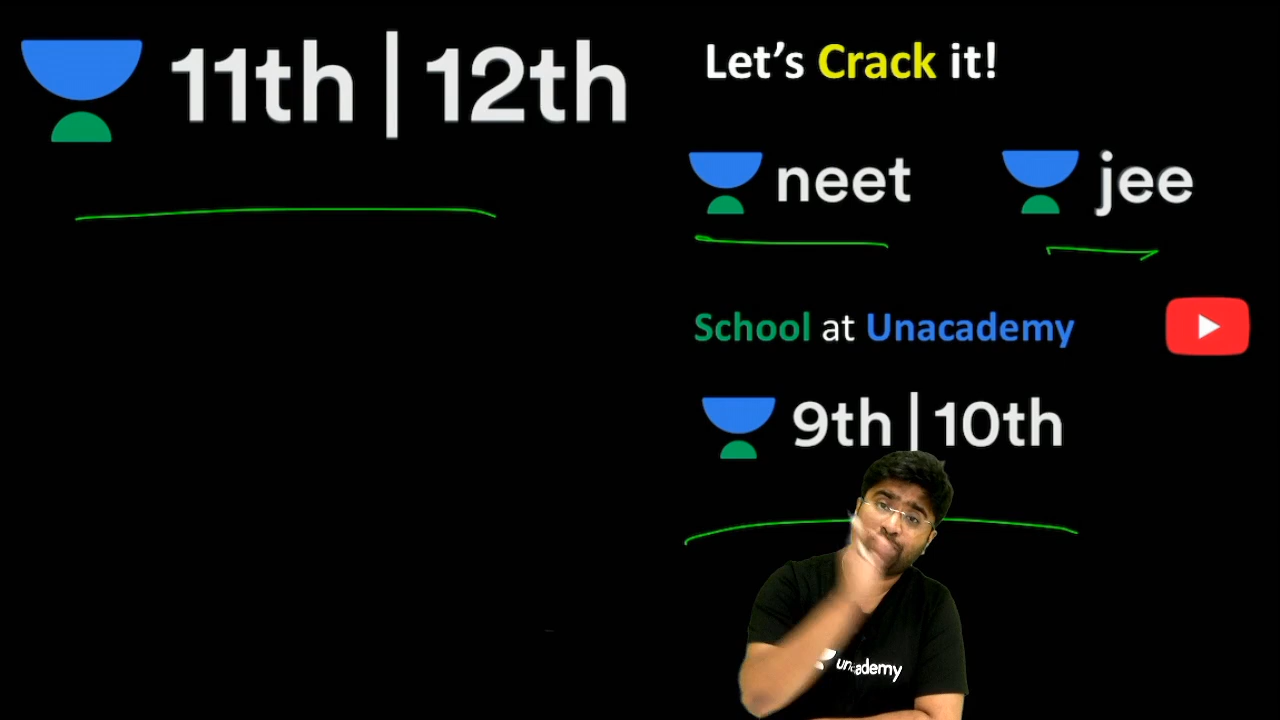 11th | 12th
Let's Crack it!
neet
jee
School at Unacademy
9th | 10th
unacademy